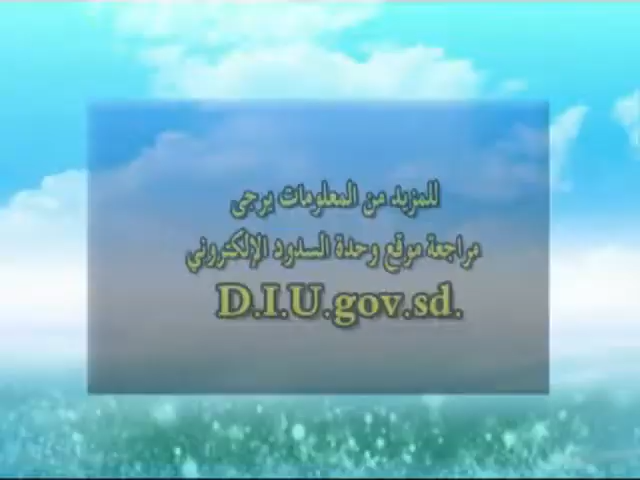 للمزيد من المعلومات يرجى
مراجعة موقع وحدة السدود الإلكتروني
D.I.U.gov.sd.